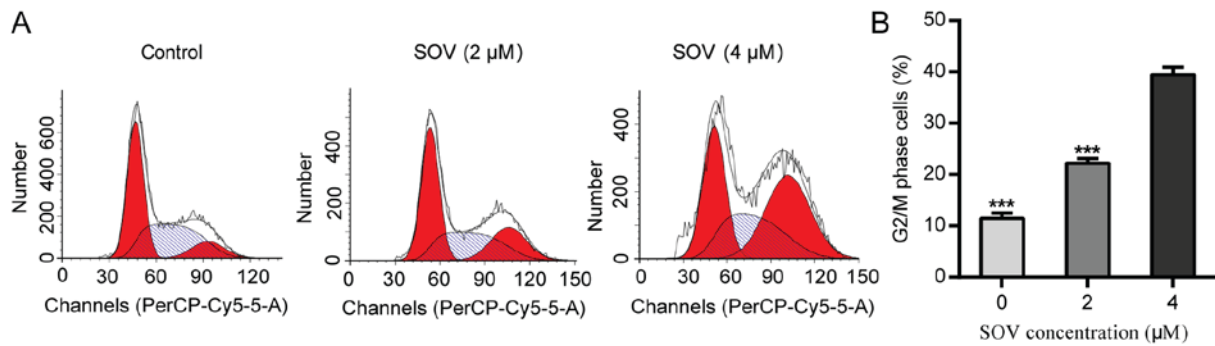 A
Control
Number
0 200 400 600
0 30 60 90 120
Channels (PerCP-Cy5-5-A)
SOV (2 µM)
Number
0 100 200 300 400 500
0 30 60 90 120 150
Channels (PerCP-Cy5-5-A)
SOV (4 µM)
Number
0 200 400
0 30 60 90 120 150
Channels (PerCP-Cy5-5-A)
B
G2/M phase cells (%)
50
40
30
20
10
0
***
***
0 2 4
SOV concentration (µM)